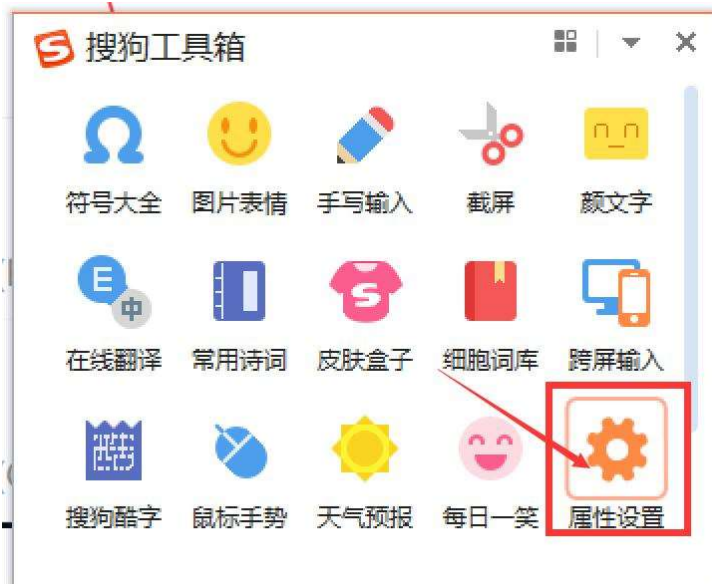 搜狗工具箱
符号大全 图片表情 手写输入 截屏 颜文字
E 中
S
在线翻译 常用诗词 皮肤盒子 细胞词库 跨屏输入
搜狗酷字 鼠标手势 天气预报 每日一笑 属性设置